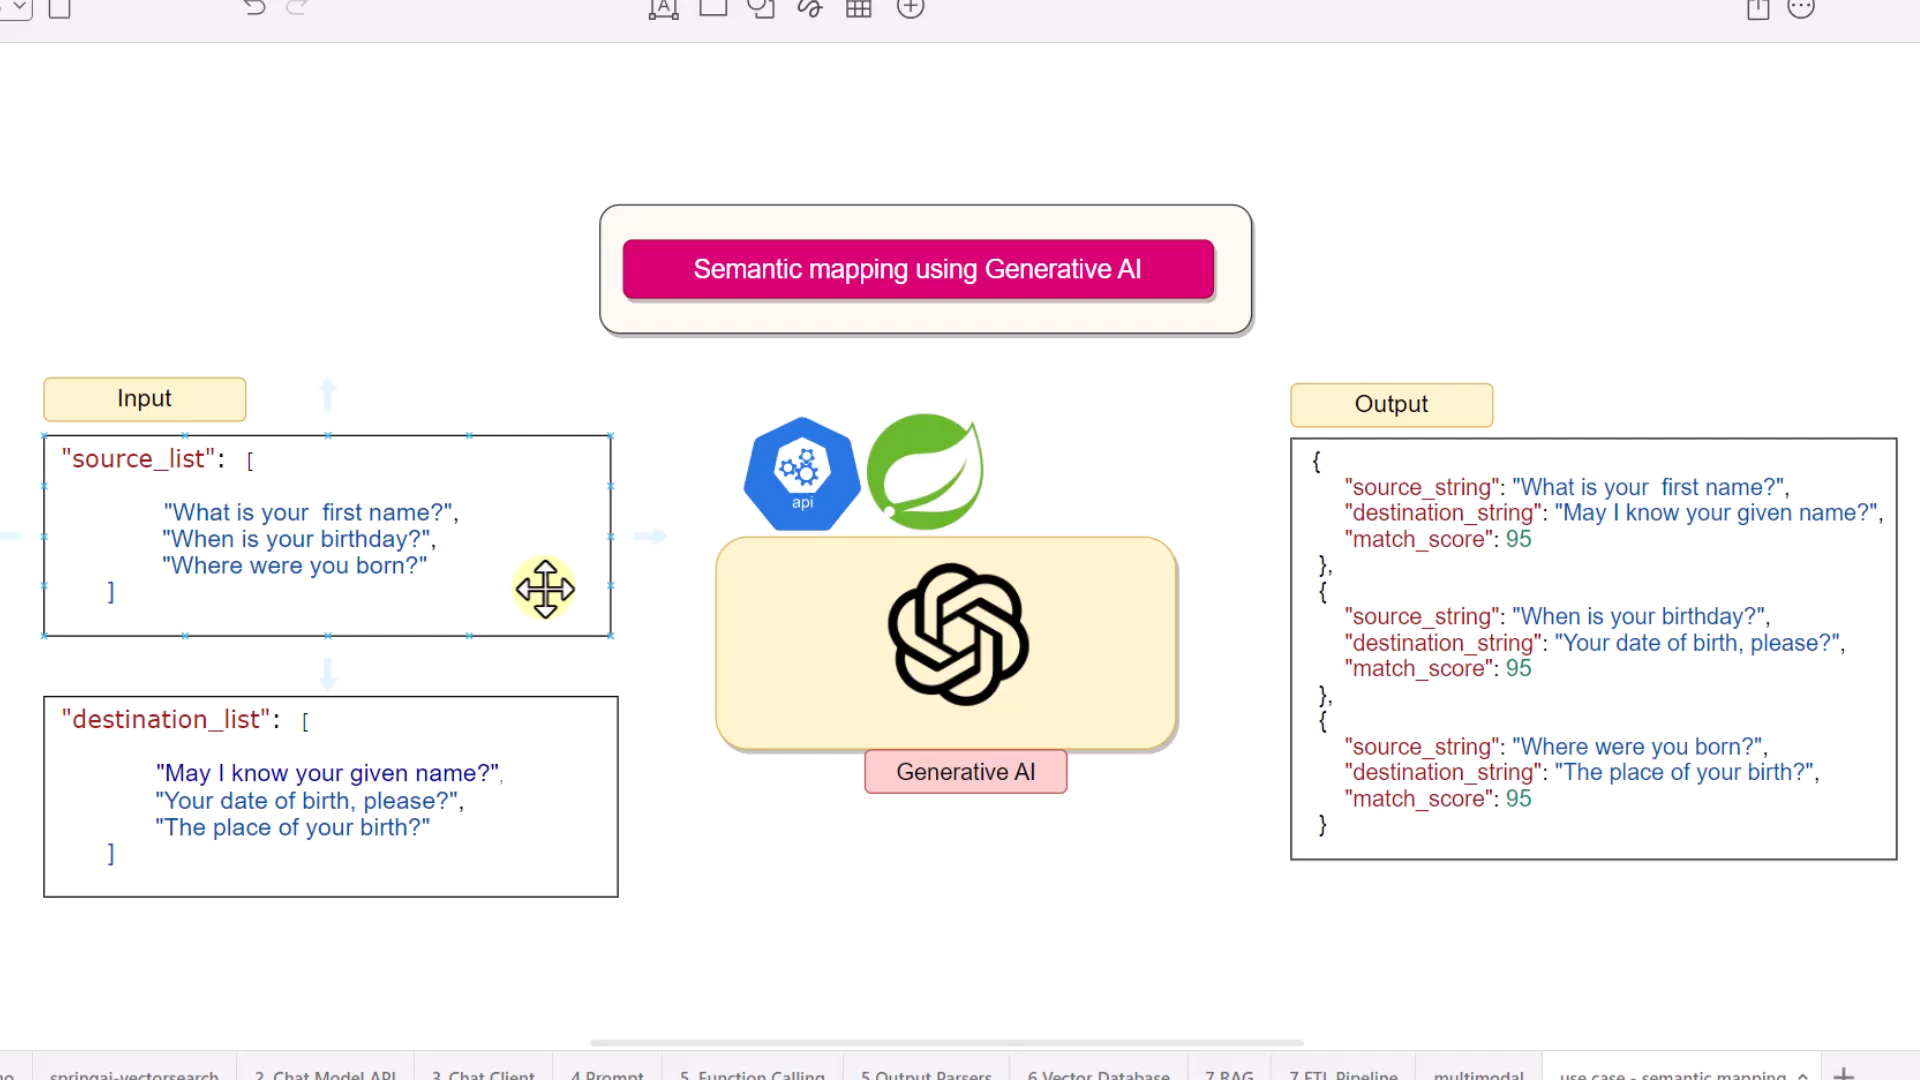 A
Semantic mapping using Generative AI
Input
"source_list": [
"What is your first name?",
"When is your birthday?",
"Where were you born?"
]
"destination_list": [
"May I know your given name?",
"Your date of birth, please?",
"The place of your birth?"
]
api
Generative AI
Output
{
"source_string": "What is your first name?",
"destination_string": "May I know your given name?",
"match_score": 95
},
{
"source_string": "When is your birthday?",
"destination_string": "Your date of birth, please?",
"match_score": 95
},
{
"source_string": "Where were you born?",
"destination_string": "The place of your birth?",
"match_score": 95
}
springai-vectorsearch 2. Chat Model API 3. Chat Client 4.Prompt 5. Function Calling 5.Output Parsers 6.Vector Database 7.RAG 7.ETL Pipeline multimodal use case - semantic mapping